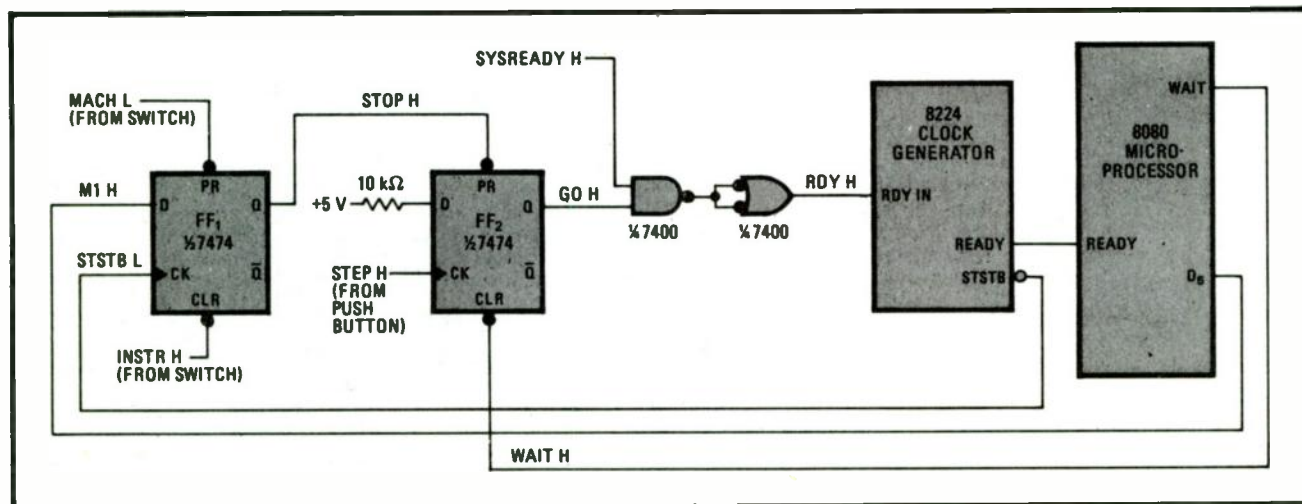 SYSREADY H
MACH L
(FROM SWITCH)
STOP H
M1 H
D
PR
Q
FF₁
½7474
STSTB L
CK
Q̅
CLR
INSTR H
(FROM SWITCH)
+5 V
10 kΩ
D
PR
Q
FF₂
½7474
STEP H
(FROM
PUSH
BUTTON)
CK
Q̅
CLR
GO H
¼7400
¼7400
RDY H
8224
CLOCK
GENERATOR
RDY IN
READY
STSTB
WAIT
8080
MICRO-
PROCESSOR
READY
D₅
WAIT H